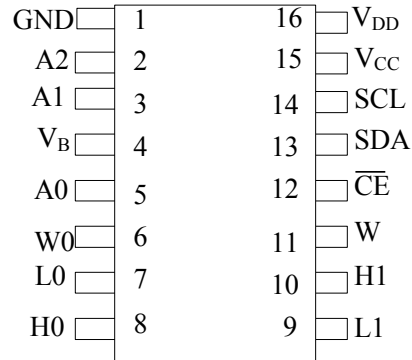 GND 1 16 VDD
A2 2 15 VCC
A1 3 14 SCL
VB 4 13 SDA
A0 5 12 C̅E̅
W0 6 11 W
L0 7 10 H1
H0 8 9 L1